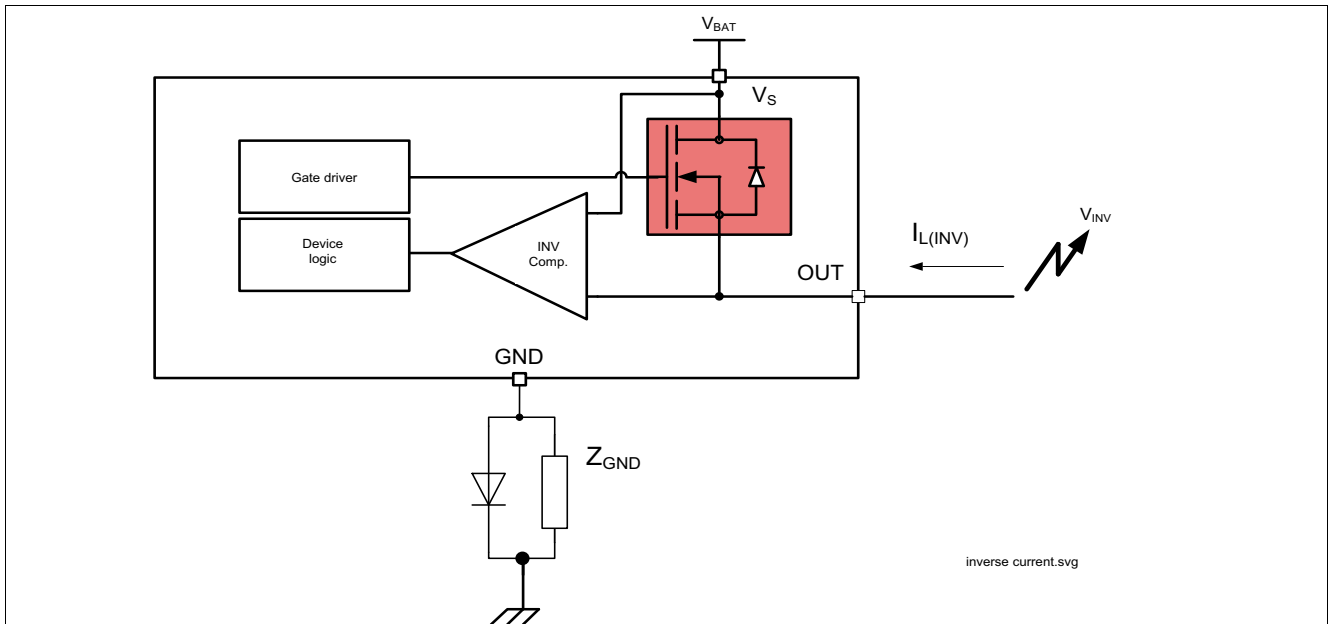 VBAT
VS
Gate driver
Device
logic
INV
Comp.
OUT
IL(INV)
VINV
GND
ZGND
inverse current.svg